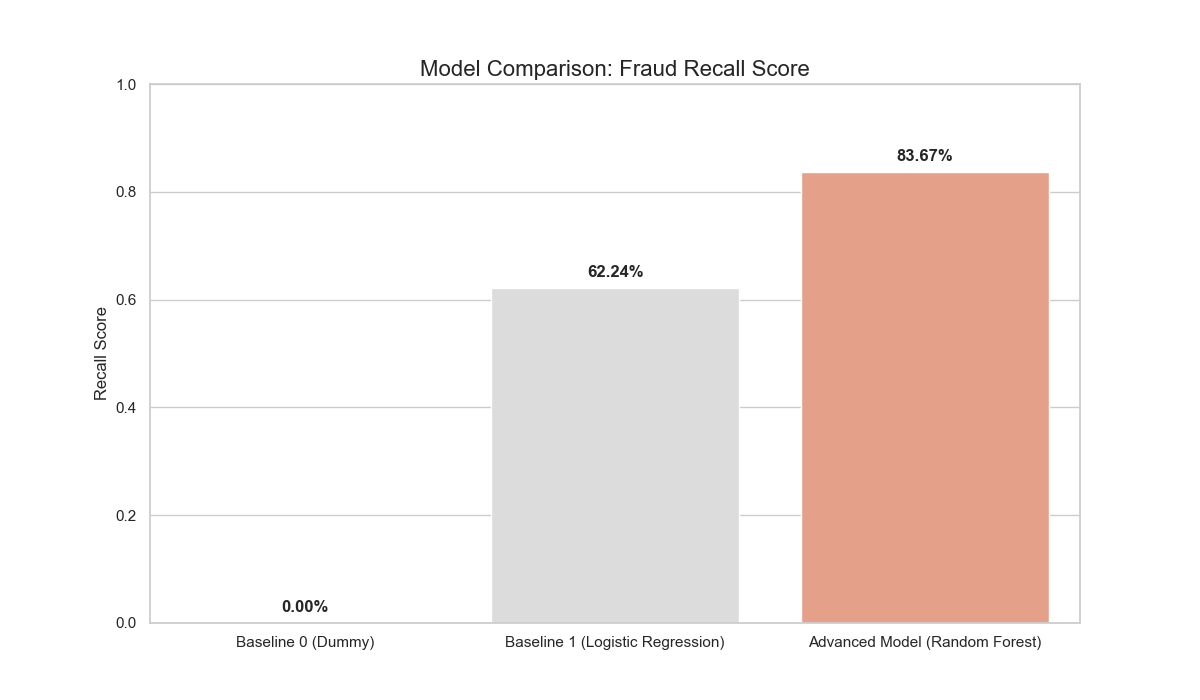 Model Comparison: Fraud Recall Score
1.0
83.67%
0.8
62.24%
0.6
Recall Score
0.4
0.2
0.00%
0.0
Baseline 0 (Dummy)
Baseline 1 (Logistic Regression)
Advanced Model (Random Forest)